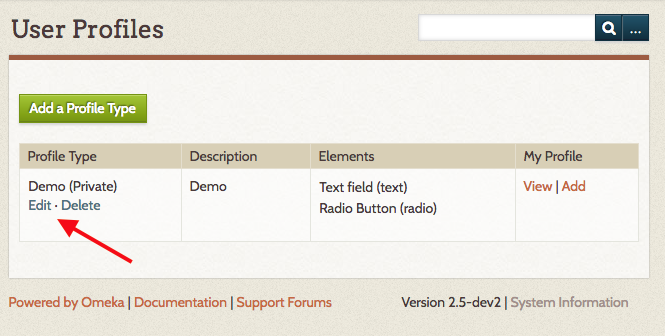 User Profiles
...
Add a Profile Type
Profile Type Description Elements My Profile
Demo (Private) Demo Text field (text) View | Add
Edit · Delete Radio Button (radio)
Powered by Omeka | Documentation | Support Forums Version 2.5-dev2 | System Information